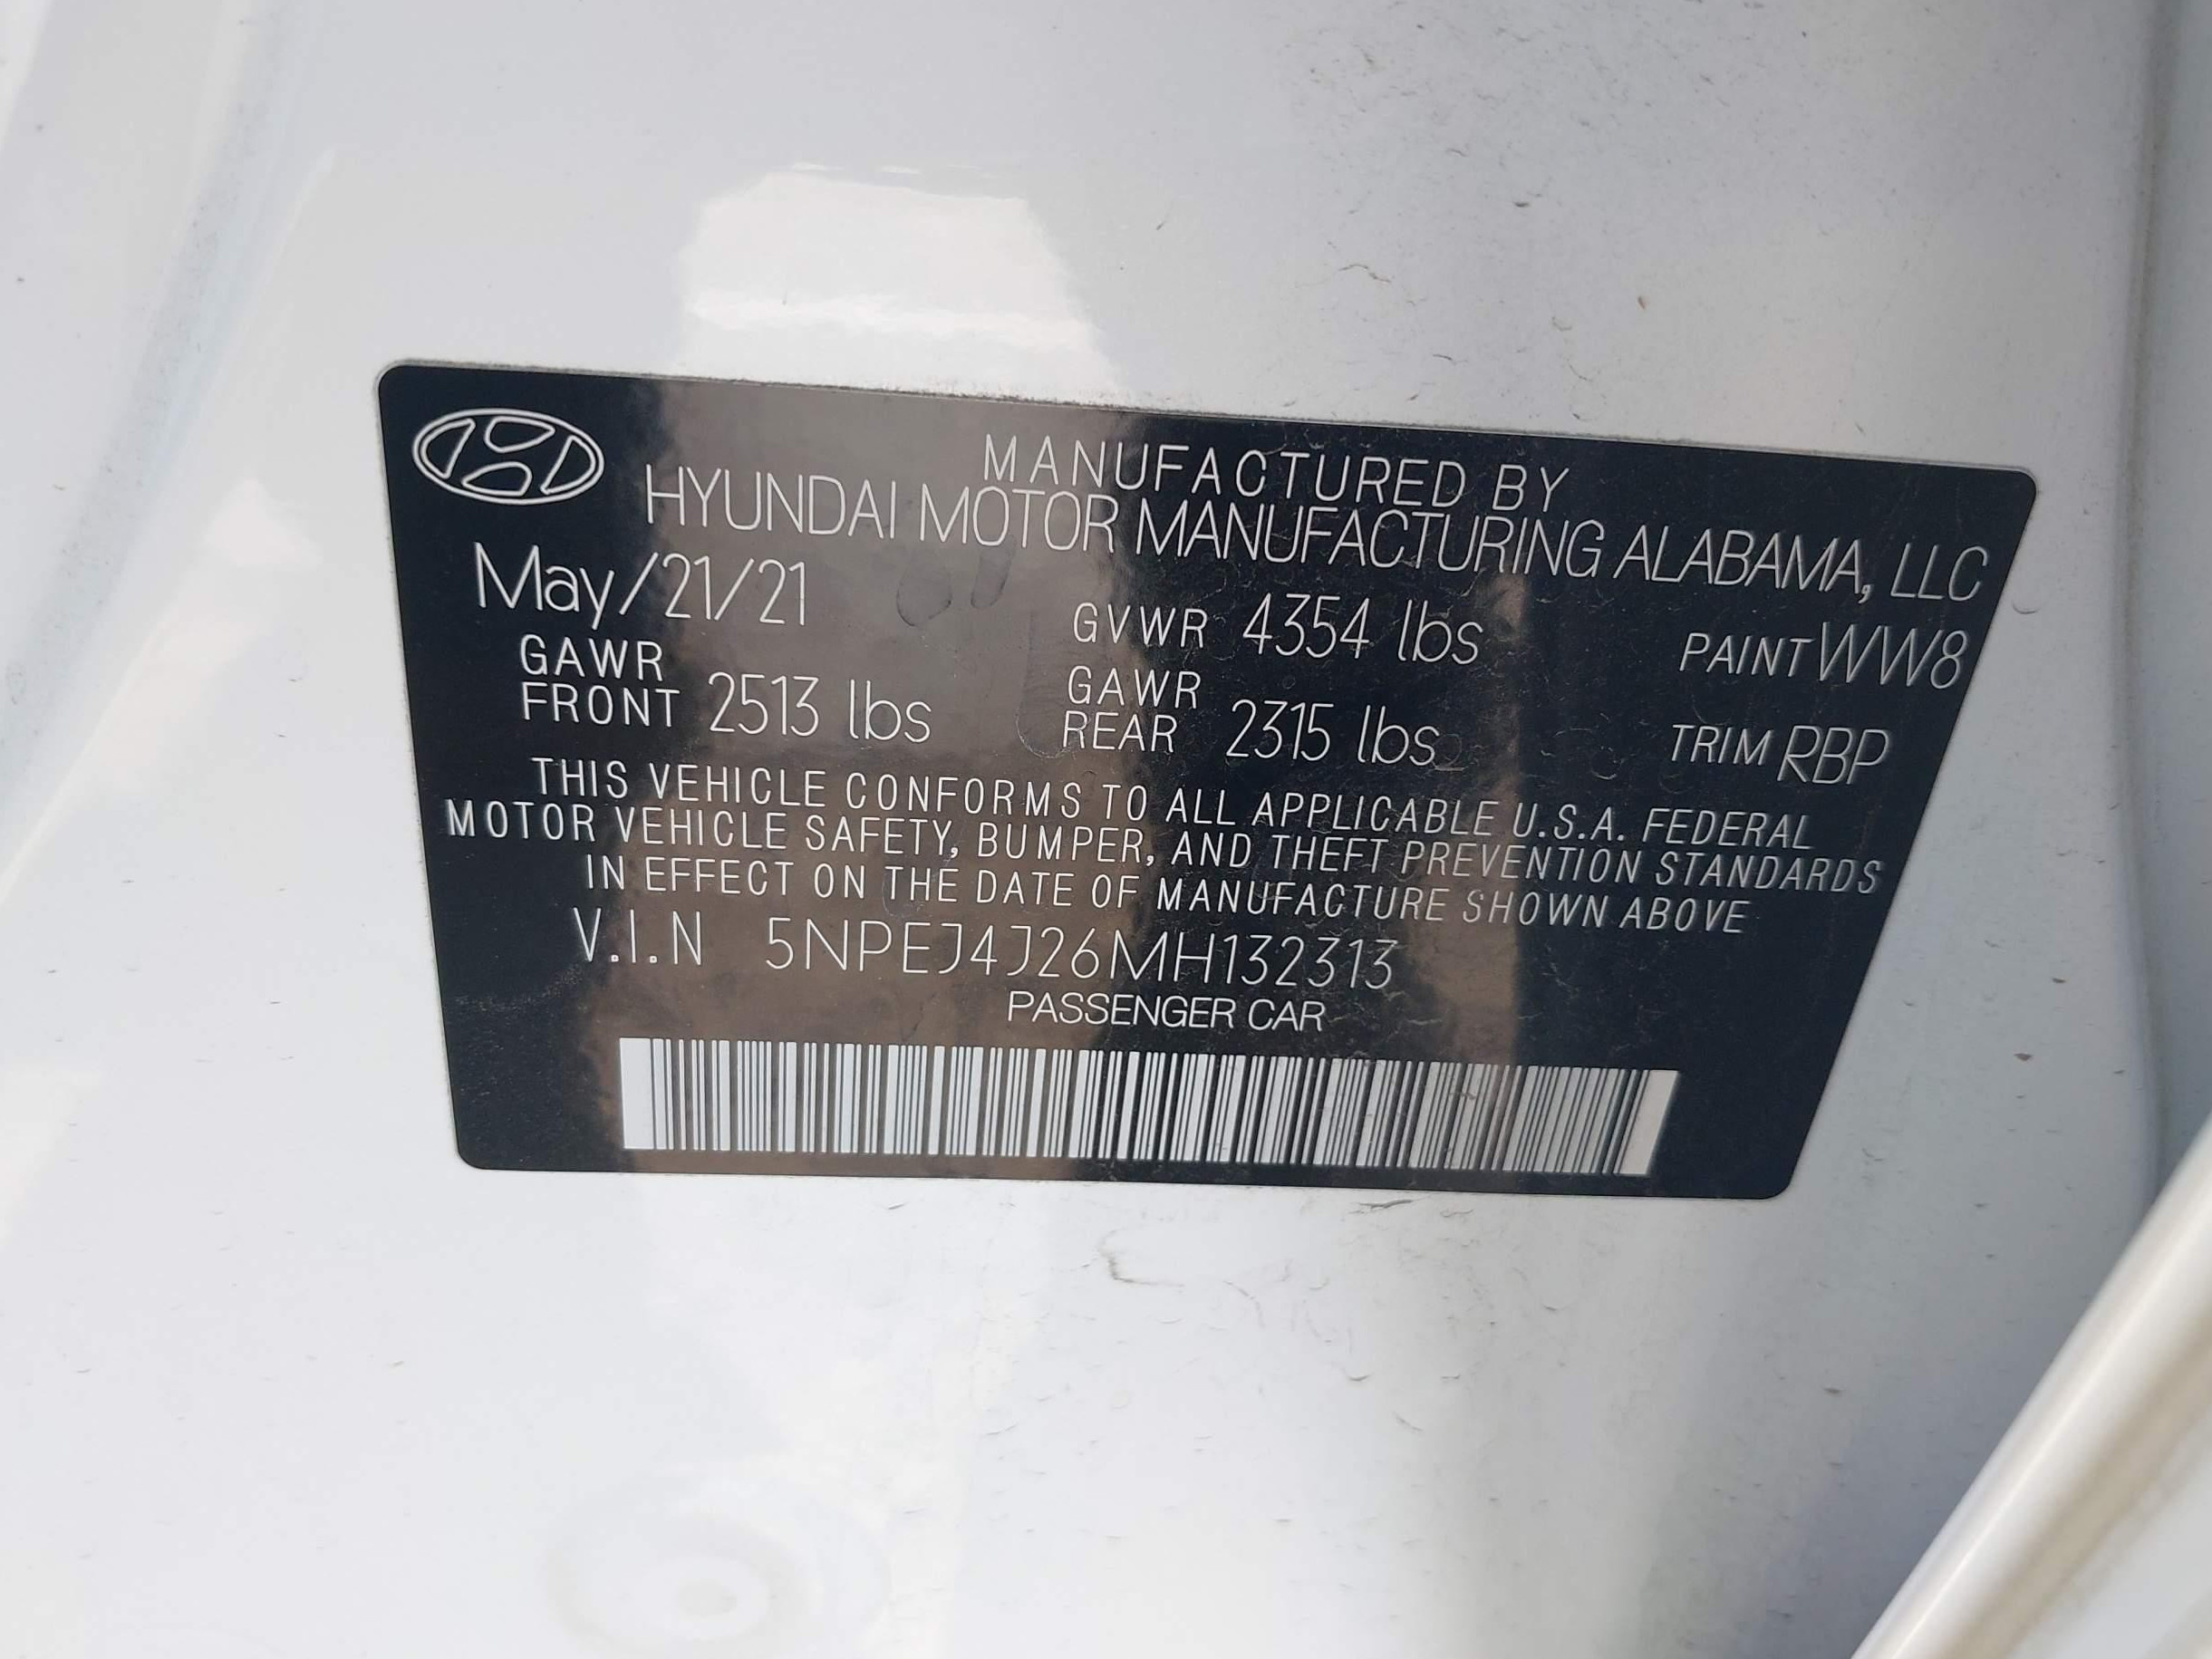 MANUFACTURED BY
HYUNDAI MOTOR MANUFACTURING ALABAMA, LLC
May/21/21 GVWR 4354 lbs PAINT WW8
GAWR FRONT 2513 lbs GAWR REAR 2315 lbs TRIM RBP
THIS VEHICLE CONFORMS TO ALL APPLICABLE U.S.A. FEDERAL
MOTOR VEHICLE SAFETY, BUMPER, AND THEFT PREVENTION STANDARDS
IN EFFECT ON THE DATE OF MANUFACTURE SHOWN ABOVE
V.I.N 5NPEJ4J26MH132313
PASSENGER CAR